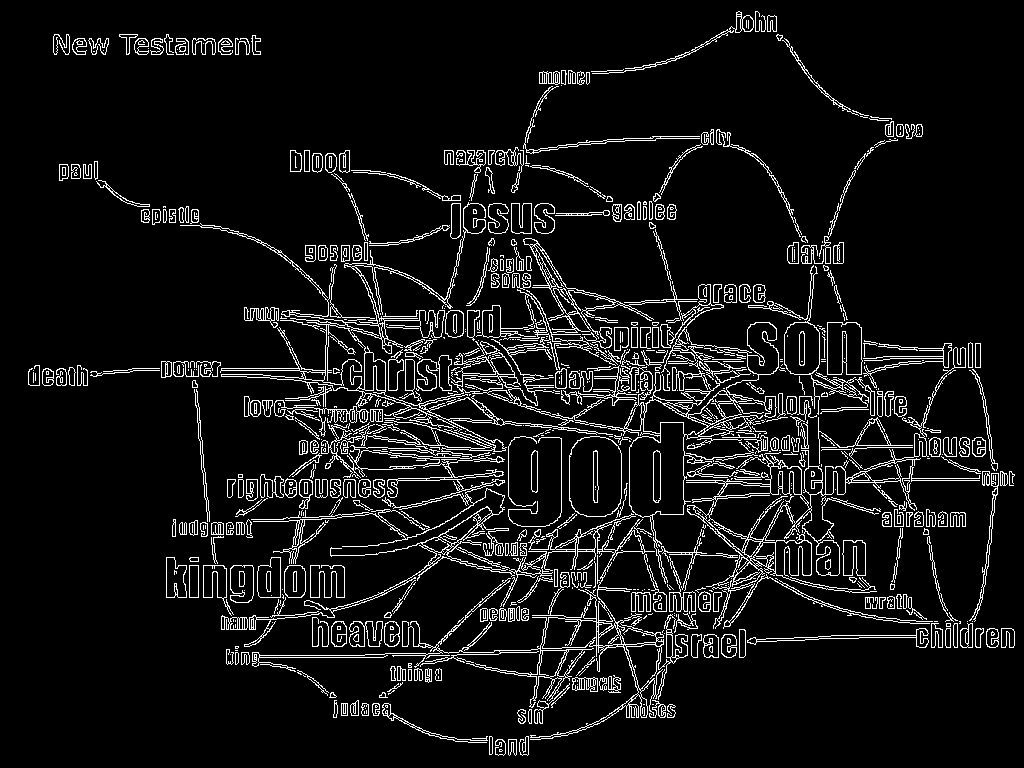 john
New Testament
mother
days
city
blood
nazareth
paul
jesus
galilee
epistle
gospel
david
sight
sons
grace
truth
word
spirit
son
full
power
christ
death
day
faith
love
wisdom
glory
life
peace
body
house
god
men
light
righteousness
judgment
abraham
words
man
kingdom
law
manner
wrath
people
hand
heaven
israel
children
king
things
angels
judaea
sin
moses
land